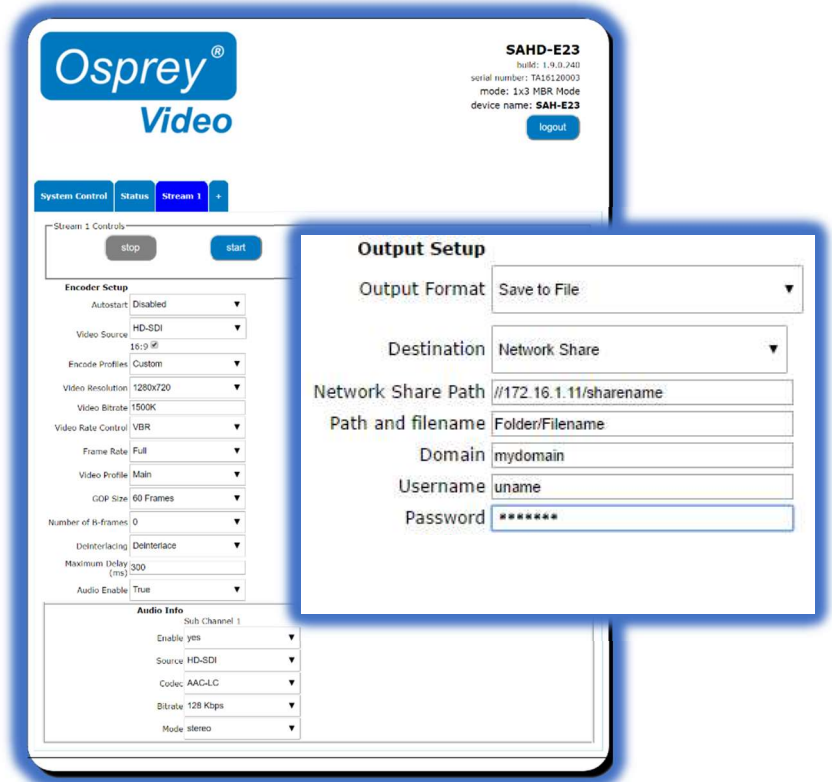 Osprey®
Video
SAHD-E23
build: 1.9.0.240
serial number: TA16120003
mode: 1x3 MBR Mode
device name: SAH-E23
logout
System Control Status Stream 1 +
Stream 1 Controls
stop start
Encoder Setup
Autostart Disabled
Video Source HD-SDI
16:9
Encode Profiles Custom
Video Resolution 1280x720
Video Bitrate 1500K
Video Rate Control VBR
Frame Rate Full
Video Profile Main
GOP Size 60 Frames
Number of B-frames 0
Deinterlacing Deinterlace
Maximum Delay (ms) 300
Audio Enable True
Audio Info
Sub Channel 1
Enable yes
Source HD-SDI
Codec AAC-LC
Bitrate 128 Kbps
Mode stereo
Output Setup
Output Format Save to File
Destination Network Share
Network Share Path //172.16.1.11/sharename
Path and filename Folder/Filename
Domain mydomain
Username uname
Password *******